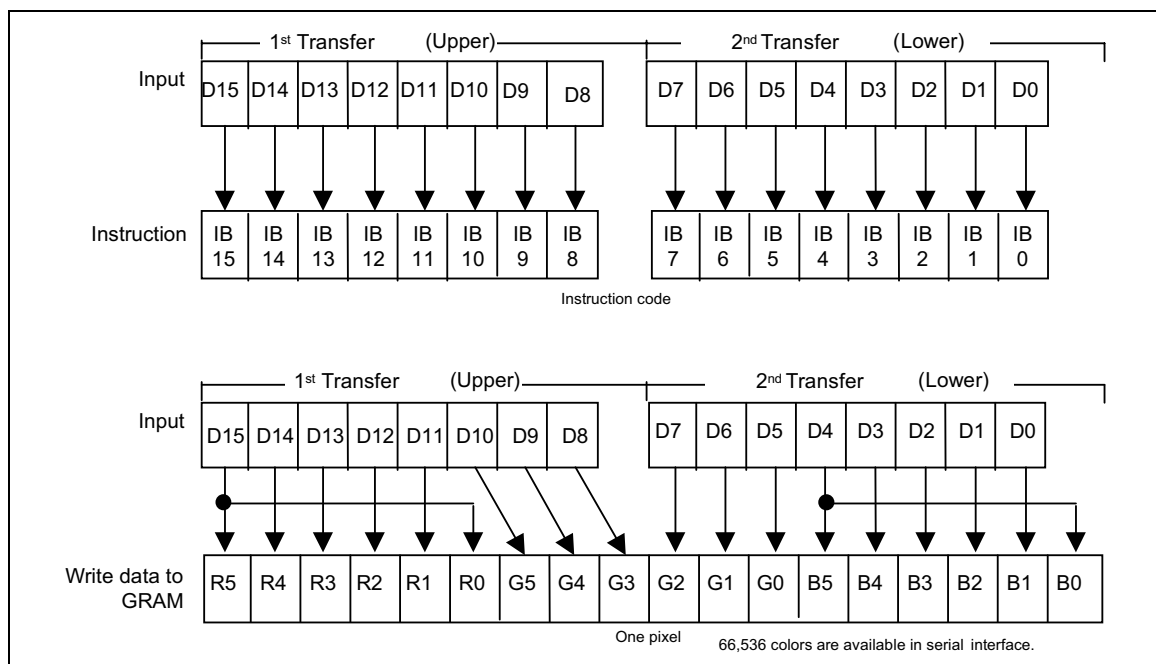 1st Transfer (Upper) 2nd Transfer (Lower)
Input D15 D14 D13 D12 D11 D10 D9 D8 D7 D6 D5 D4 D3 D2 D1 D0
Instruction IB 15 IB 14 IB 13 IB 12 IB 11 IB 10 IB 9 IB 8 IB 7 IB 6 IB 5 IB 4 IB 3 IB 2 IB 1 IB 0
Instruction code
1st Transfer (Upper) 2nd Transfer (Lower)
Input D15 D14 D13 D12 D11 D10 D9 D8 D7 D6 D5 D4 D3 D2 D1 D0
Write data to GRAM R5 R4 R3 R2 R1 R0 G5 G4 G3 G2 G1 G0 B5 B4 B3 B2 B1 B0
One pixel 66,536 colors are available in serial interface.